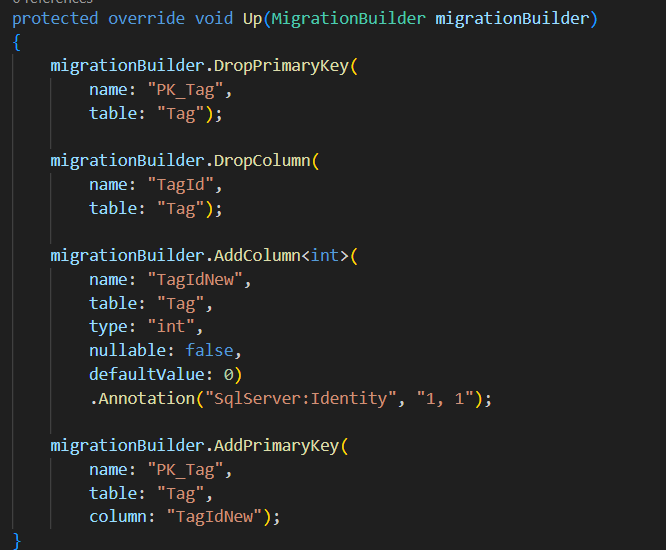 0 references
protected override void Up(MigrationBuilder migrationBuilder)
{
migrationBuilder.DropPrimaryKey(
name: "PK_Tag",
table: "Tag");
migrationBuilder.DropColumn(
name: "TagId",
table: "Tag");
migrationBuilder.AddColumn<int>(
name: "TagIdNew",
table: "Tag",
type: "int",
nullable: false,
defaultValue: 0)
.Annotation("SqlServer:Identity", "1, 1");
migrationBuilder.AddPrimaryKey(
name: "PK_Tag",
table: "Tag",
column: "TagIdNew");
}